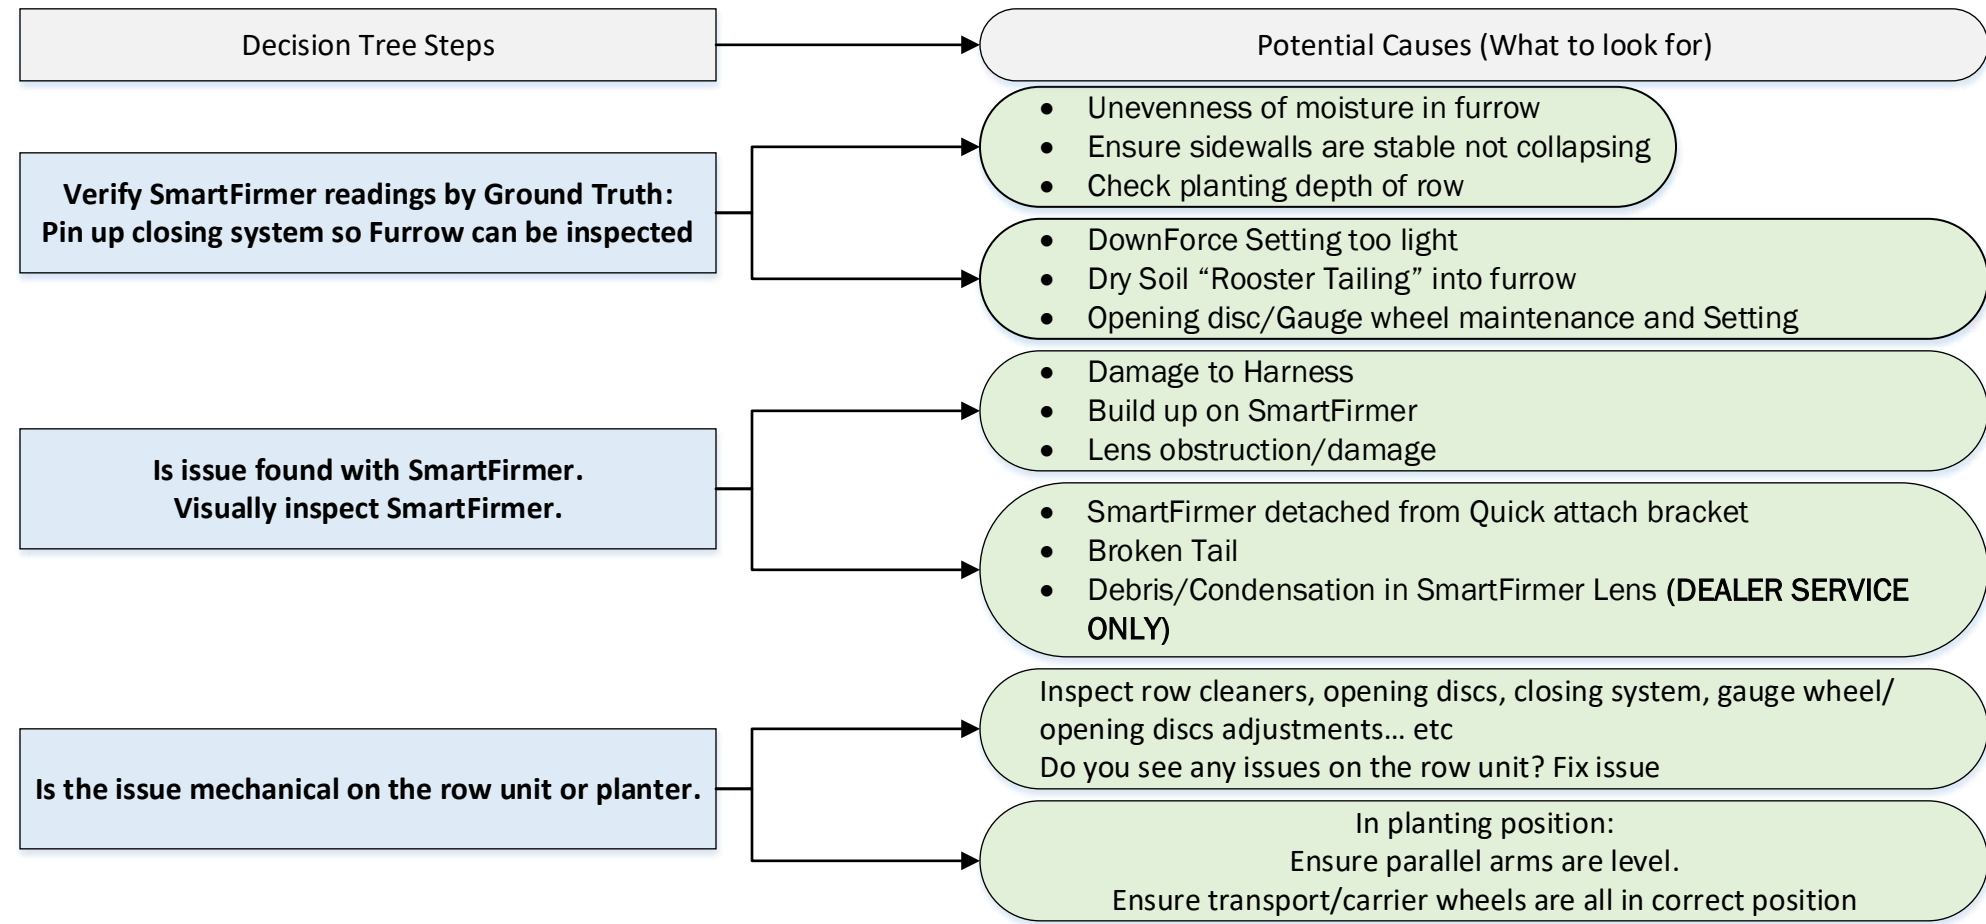 Decision Tree Steps
Potential Causes (What to look for)
Verify SmartFirmer readings by Ground Truth:
Pin up closing system so Furrow can be inspected
• Unevenness of moisture in furrow
• Ensure sidewalls are stable not collapsing
• Check planting depth of row
• DownForce Setting too light
• Dry Soil “Rooster Tailing” into furrow
• Opening disc/Gauge wheel maintenance and Setting
Is issue found with SmartFirmer.
Visually inspect SmartFirmer.
• Damage to Harness
• Build up on SmartFirmer
• Lens obstruction/damage
• SmartFirmer detached from Quick attach bracket
• Broken Tail
• Debris/Condensation in SmartFirmer Lens (DEALER SERVICE
ONLY)
Is the issue mechanical on the row unit or planter.
Inspect row cleaners, opening discs, closing system, gauge wheel/
opening discs adjustments… etc
Do you see any issues on the row unit? Fix issue
In planting position:
Ensure parallel arms are level.
Ensure transport/carrier wheels are all in correct position